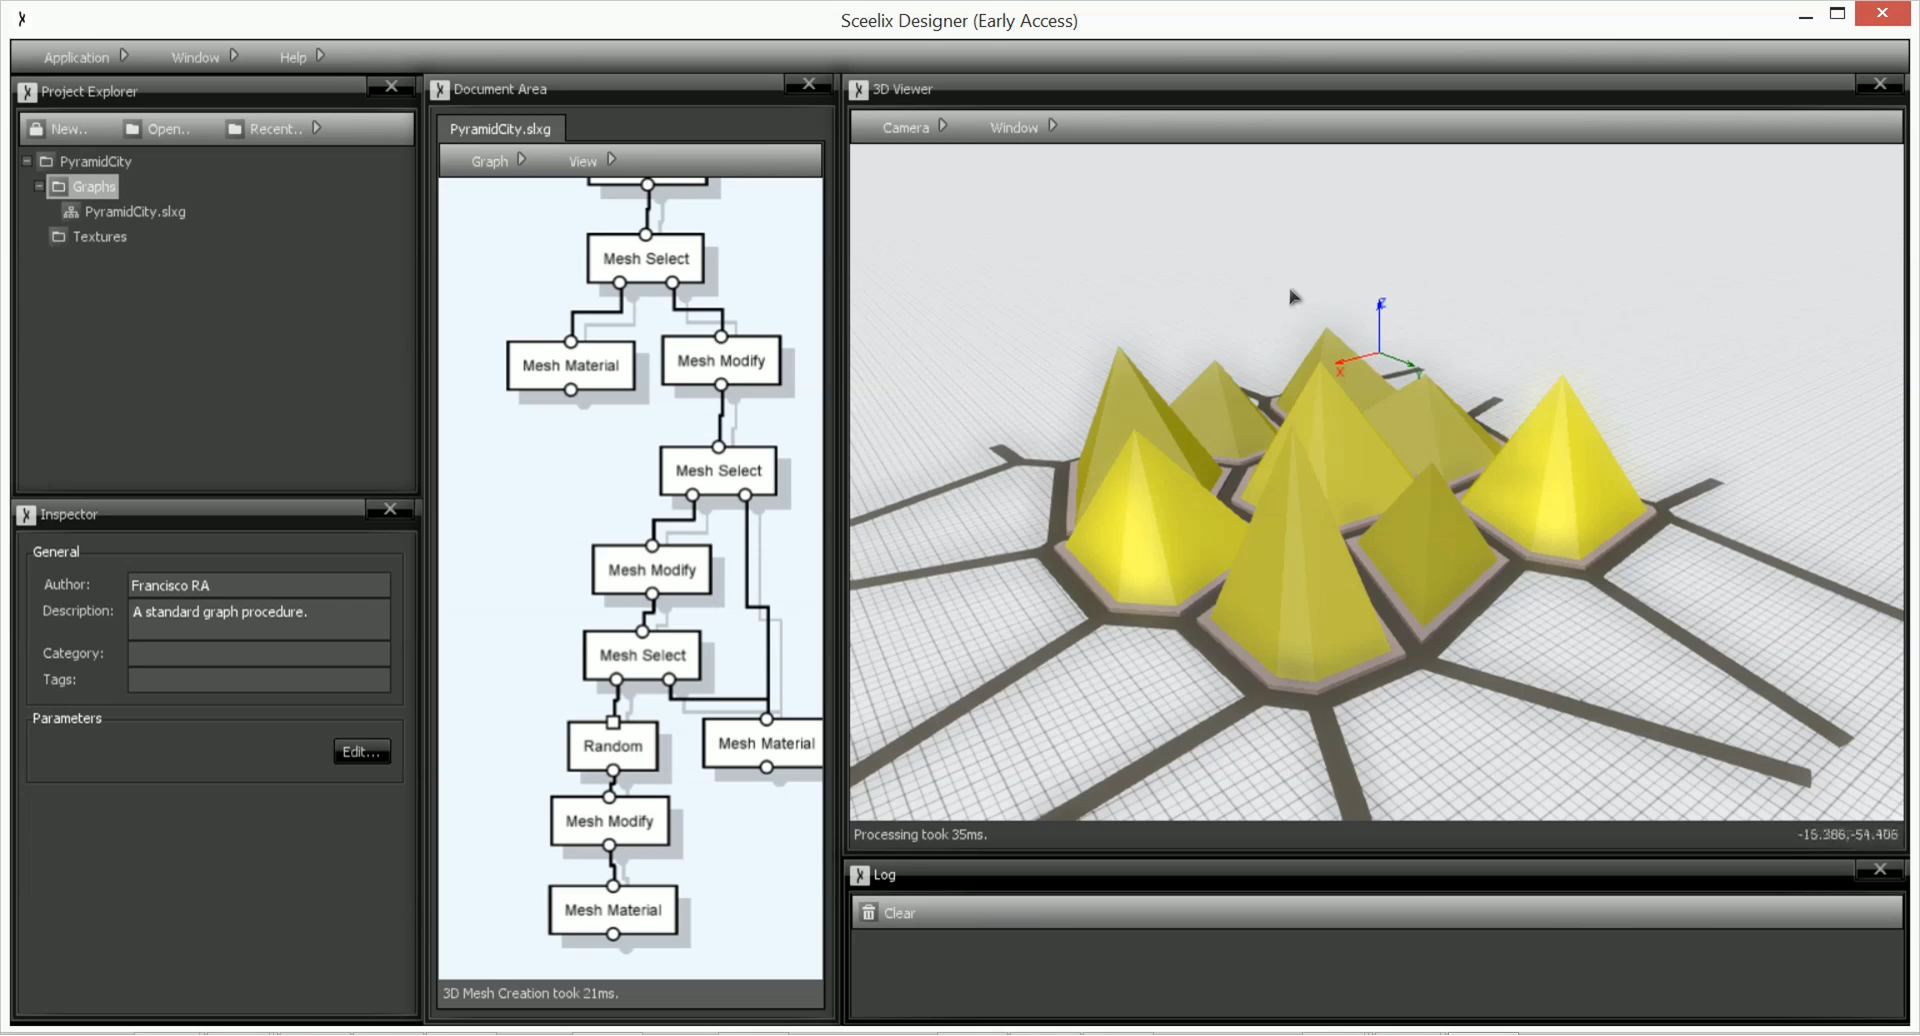 Sceelix Designer (Early Access)
Application
Window
Help
Project Explorer
New..
Open..
Recent..
PyramidCity
Graphs
PyramidCity.slxg
Textures
Inspector
General
Author:
Francisco RA
Description:
A standard graph procedure.
Category:
Tags:
Parameters
Edit...
Document Area
PyramidCity.slxg
Graph
View
Mesh Select
Mesh Material
Mesh Modify
Mesh Select
Mesh Modify
Mesh Select
Random
Mesh Material
Mesh Modify
Mesh Material
3D Mesh Creation took 21ms.
3D Viewer
Camera
Window
Z
X
Y
Processing took 35ms.
-15.386,-54.406
Log
Clear